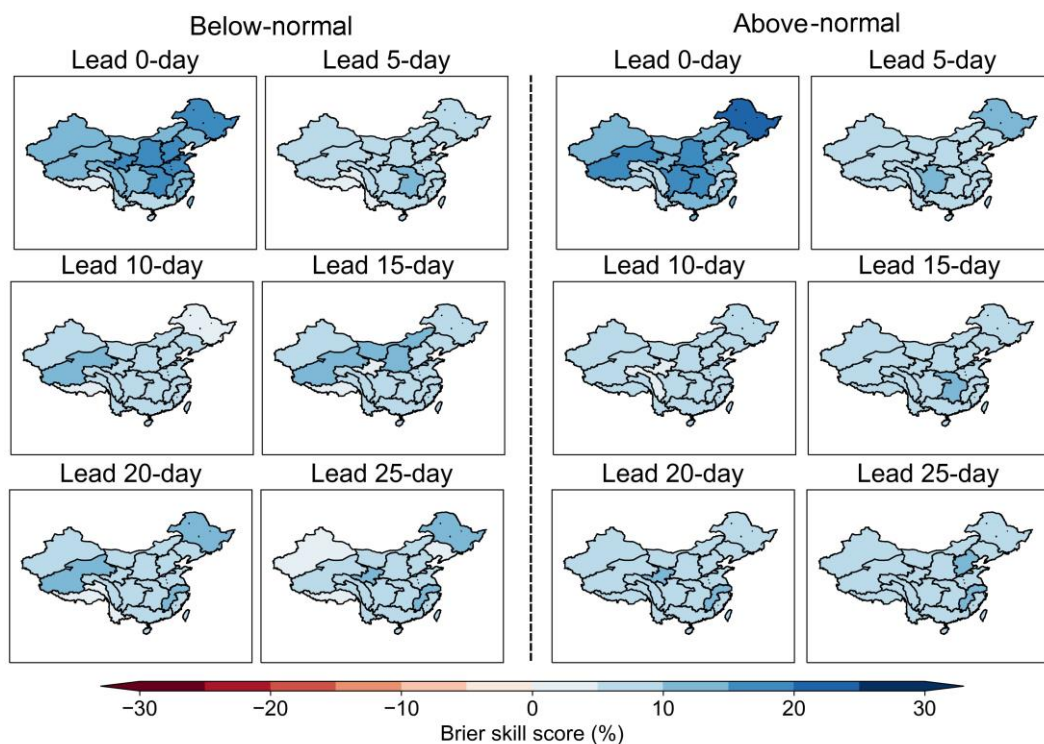 Below-normal
Above-normal
Lead 0-day
Lead 5-day
Lead 0-day
Lead 5-day
Lead 10-day
Lead 15-day
Lead 10-day
Lead 15-day
Lead 20-day
Lead 25-day
Lead 20-day
Lead 25-day
−30 −20 −10 0 10 20 30
Brier skill score (%)